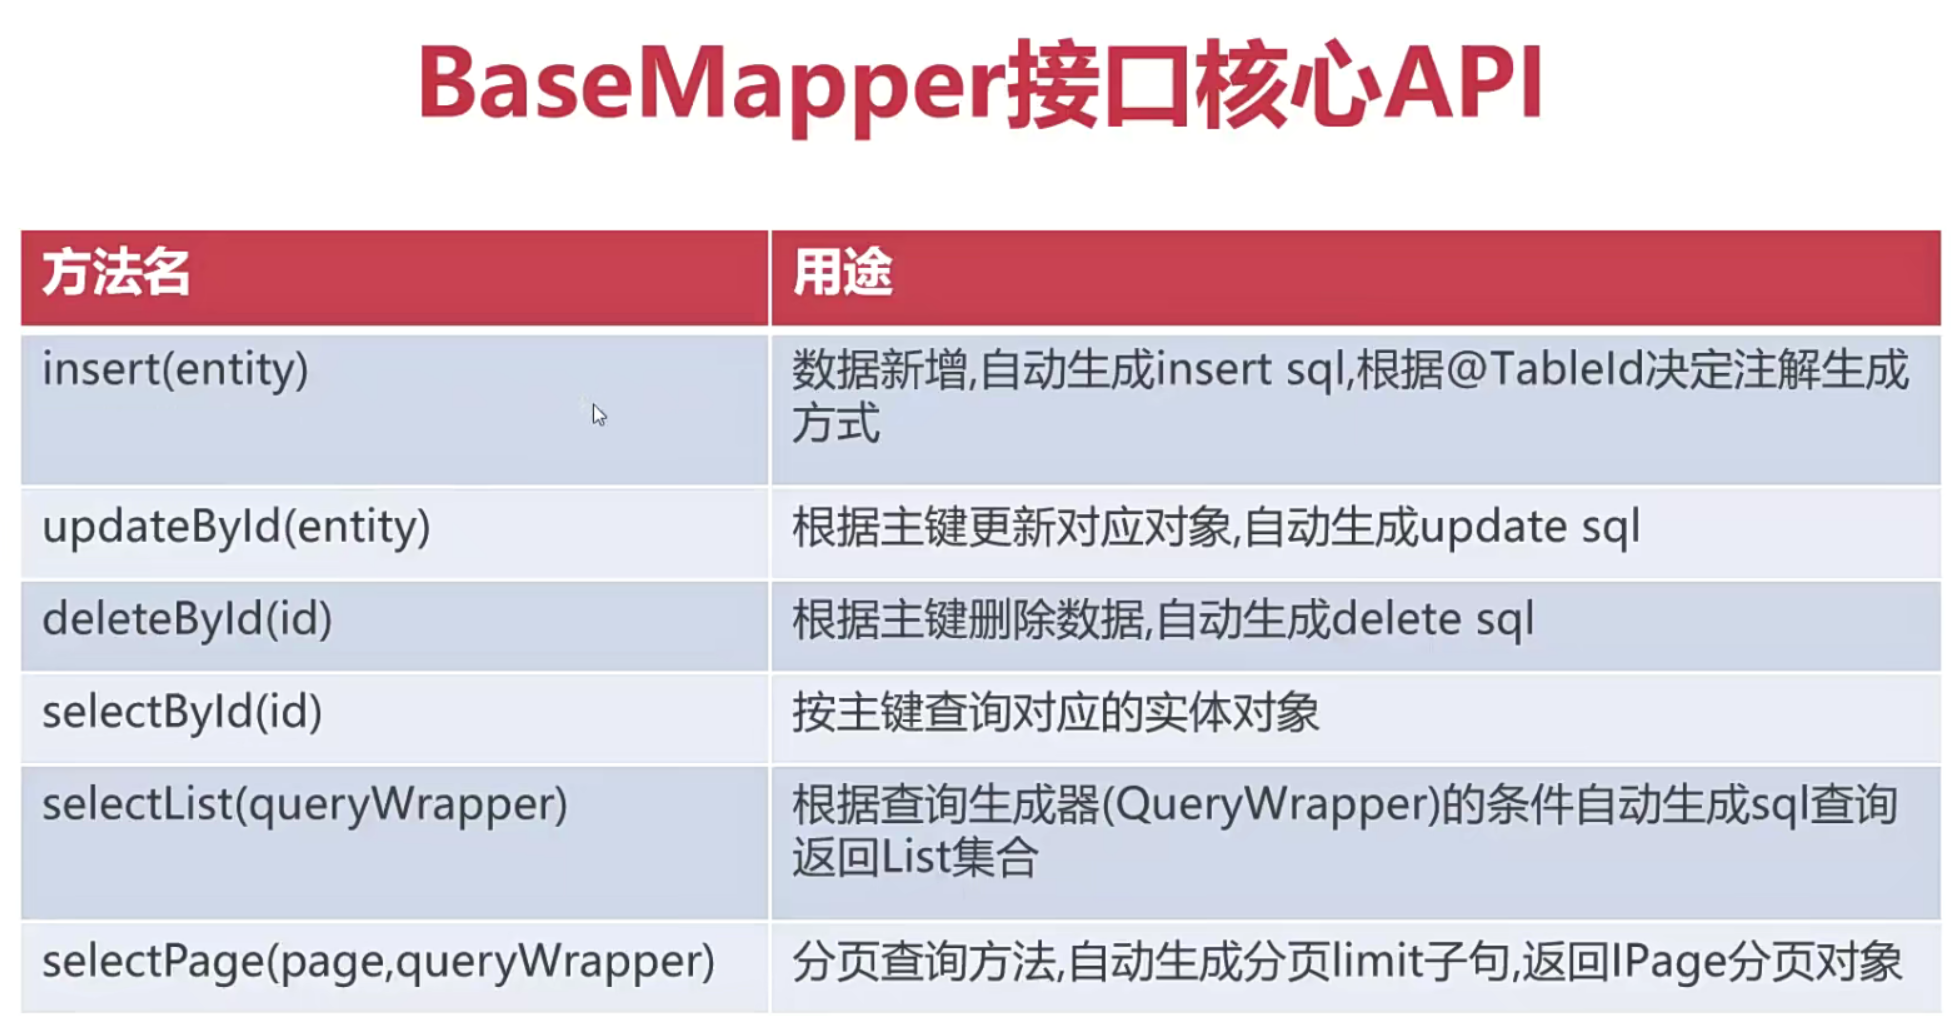 BaseMapper接口核心API
方法名
用途
insert(entity)
数据新增,自动生成insert sql,根据@TableId决定注解生成
方式
updateById(entity)
根据主键更新对应对象,自动生成update sql
deleteById(id)
根据主键删除数据,自动生成delete sql
selectById(id)
按主键查询对应的实体对象
selectList(queryWrapper)
根据查询生成器(QueryWrapper)的条件自动生成sql查询
返回List集合
selectPage(page,queryWrapper)
分页查询方法,自动生成分页limit子句,返回IPage分页对象